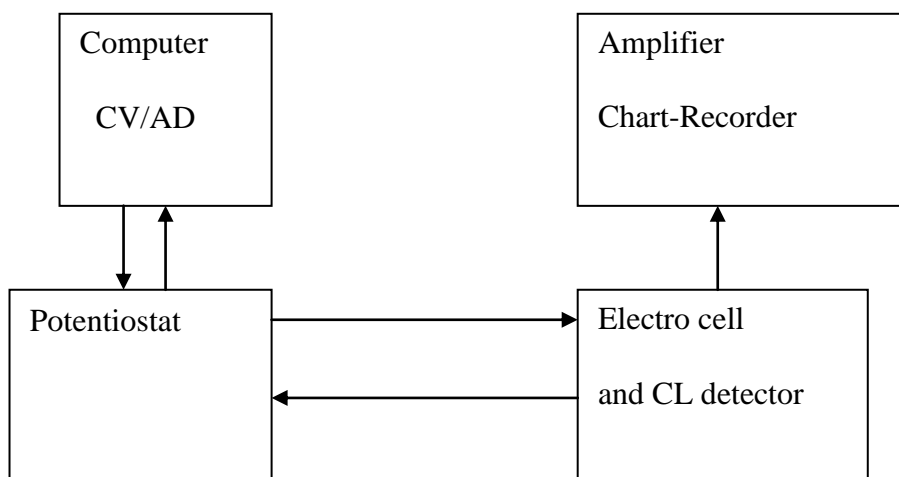 Computer
CV/AD
Amplifier
Chart-Recorder
Potentiostat
Electro cell
and CL detector